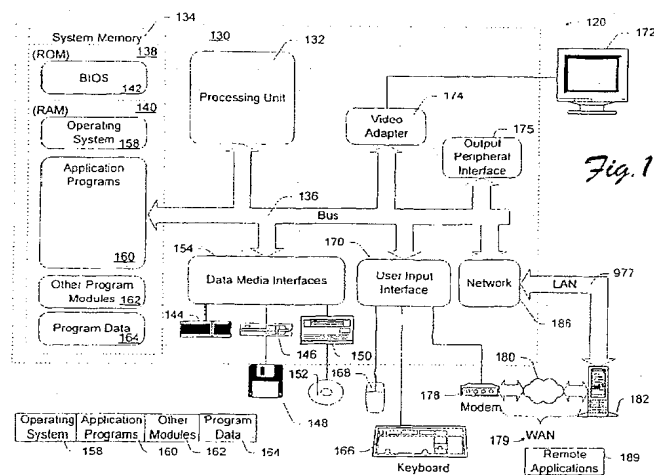 134
System Memory
(ROM) 138
BIOS
142
(RAM) 140
Operating
System 158
Application
Programs
160
Other Program
Modules 162
Program Data
164
130
132
Processing Unit
120
172
174
Video
Adapter
175
Output
Peripheral
Interface
Fig. 1
136
Bus
154
Data Media Interfaces
170
User Input
Interface
Network
186
977
LAN
144
146
150
152
148
168
178
Modem
180
182
179
WAN
166
Keyboard
Remote
Applications
189
Operating
System
Application
Programs
Other
Modules
Program
Data
158
160
162
164